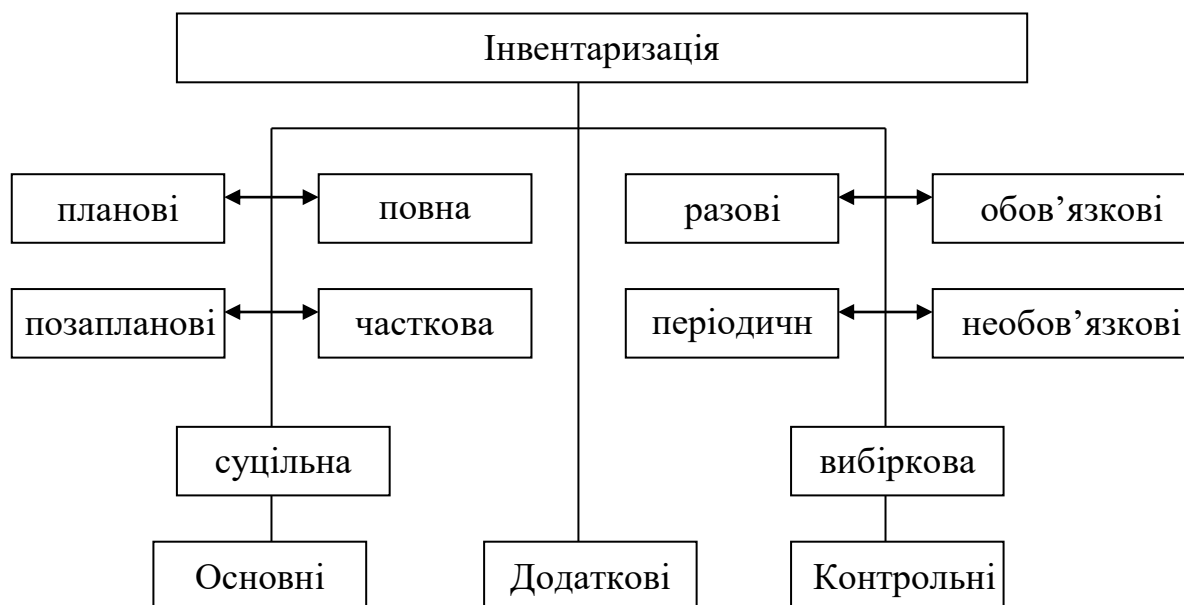 Інвентаризація
планові
повна
разові
обов’язкові
позапланові
часткова
періодичн
необов’язкові
суцільна
вибіркова
Основні
Додаткові
Контрольні